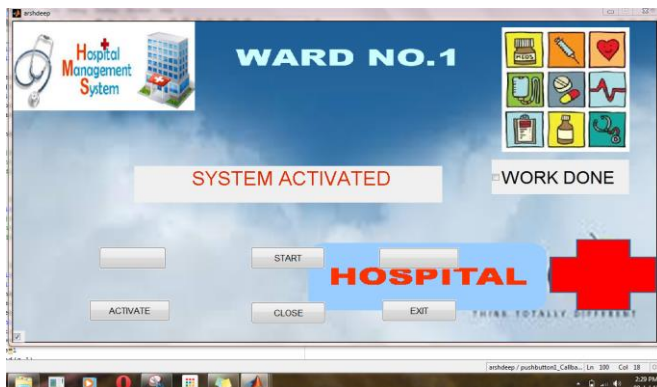 arshdeep
Hospital
Management
System
WARD NO.1
MEDS
SYSTEM ACTIVATED
WORK DONE
START
HOSPITAL
ACTIVATE
CLOSE
EXIT
THINK TOTALLY DIFFERENT
arshdeep / pushbutton1_Callba... Ln 100 Col 18
2:29 PM